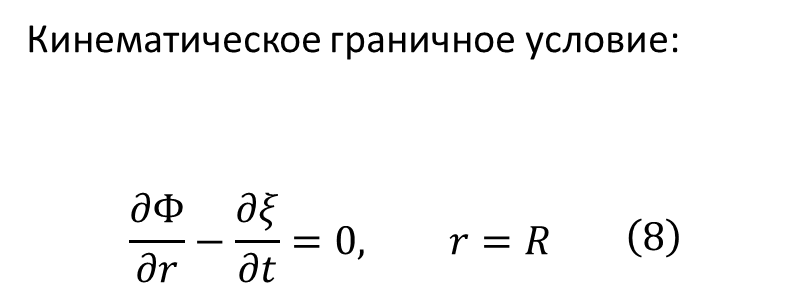 Кинематическое граничное условие:
∂Φ/∂r − ∂ξ/∂t = 0, r = R (8)